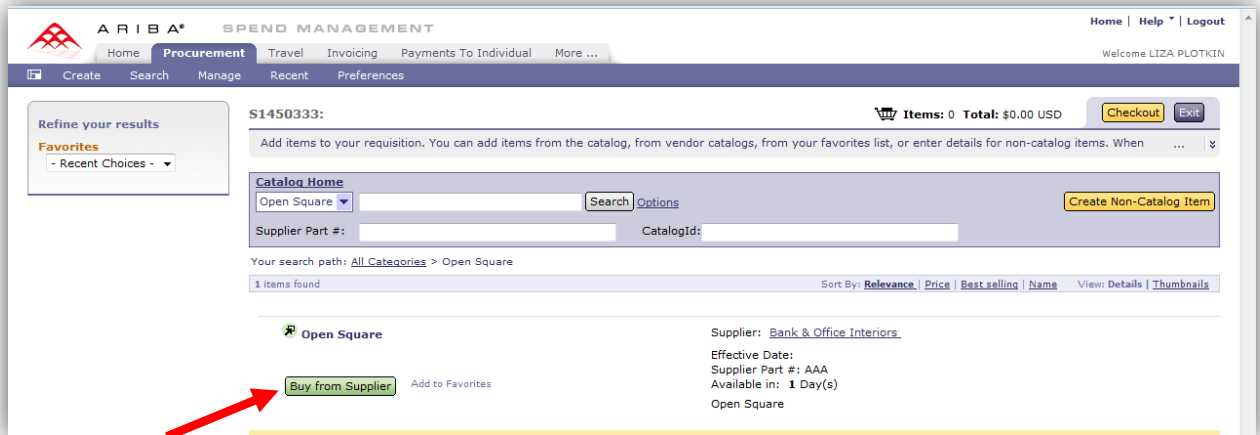 Home | Help | Logout
ARIBA® SPEND MANAGEMENT
Home Procurement Travel Invoicing Payments To Individual More ...
Welcome LIZA PLOTKIN
Create Search Manage Recent Preferences
Refine your results
Favorites
- Recent Choices -
S1450333:
Items: 0 Total: $0.00 USD
Checkout Exit
Add items to your requisition. You can add items from the catalog, from vendor catalogs, from your favorites list, or enter details for non-catalog items. When ...
Catalog Home
Open Square Search Options Create Non-Catalog Item
Supplier Part #: CatalogId:
Your search path: All Categories > Open Square
1 items found Sort By: Relevance | Price | Best selling | Name View: Details | Thumbnails
Open Square
Buy from Supplier Add to Favorites
Supplier: Bank & Office Interiors
Effective Date:
Supplier Part #: AAA
Available in: 1 Day(s)
Open Square